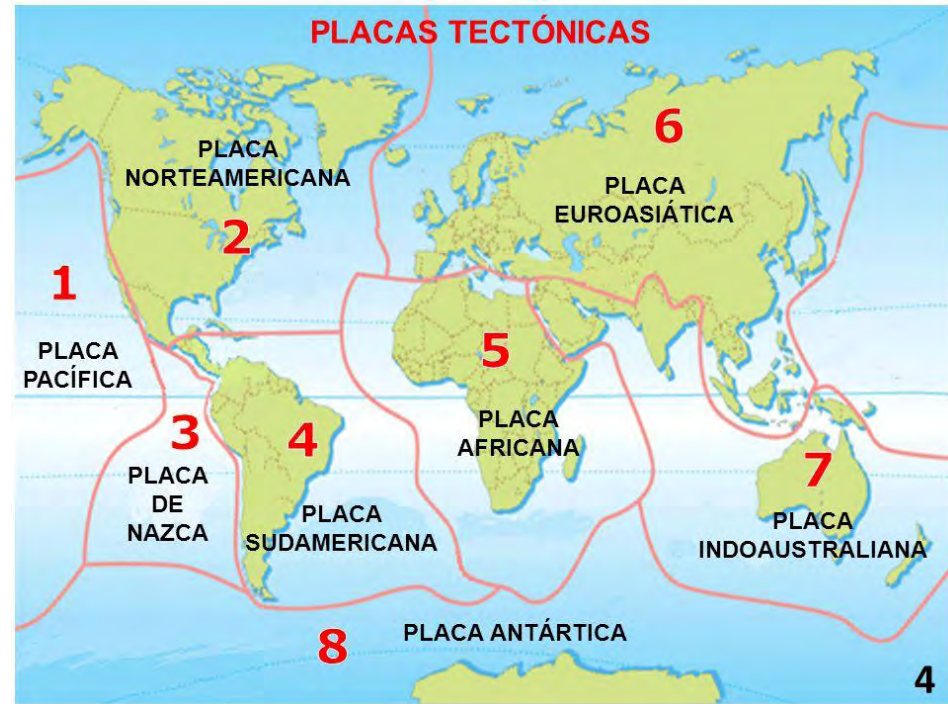 PLACAS TECTÓNICAS
6
PLACA
NORTEAMERICANA
PLACA
EUROASIÁTICA
2
1
PLACA
PACÍFICA
5
3
4
PLACA
AFRICANA
7
PLACA
DE
NAZCA
PLACA
SUDAMERICANA
PLACA
INDOAUSTRALIANA
8
PLACA ANTÁRTICA
4